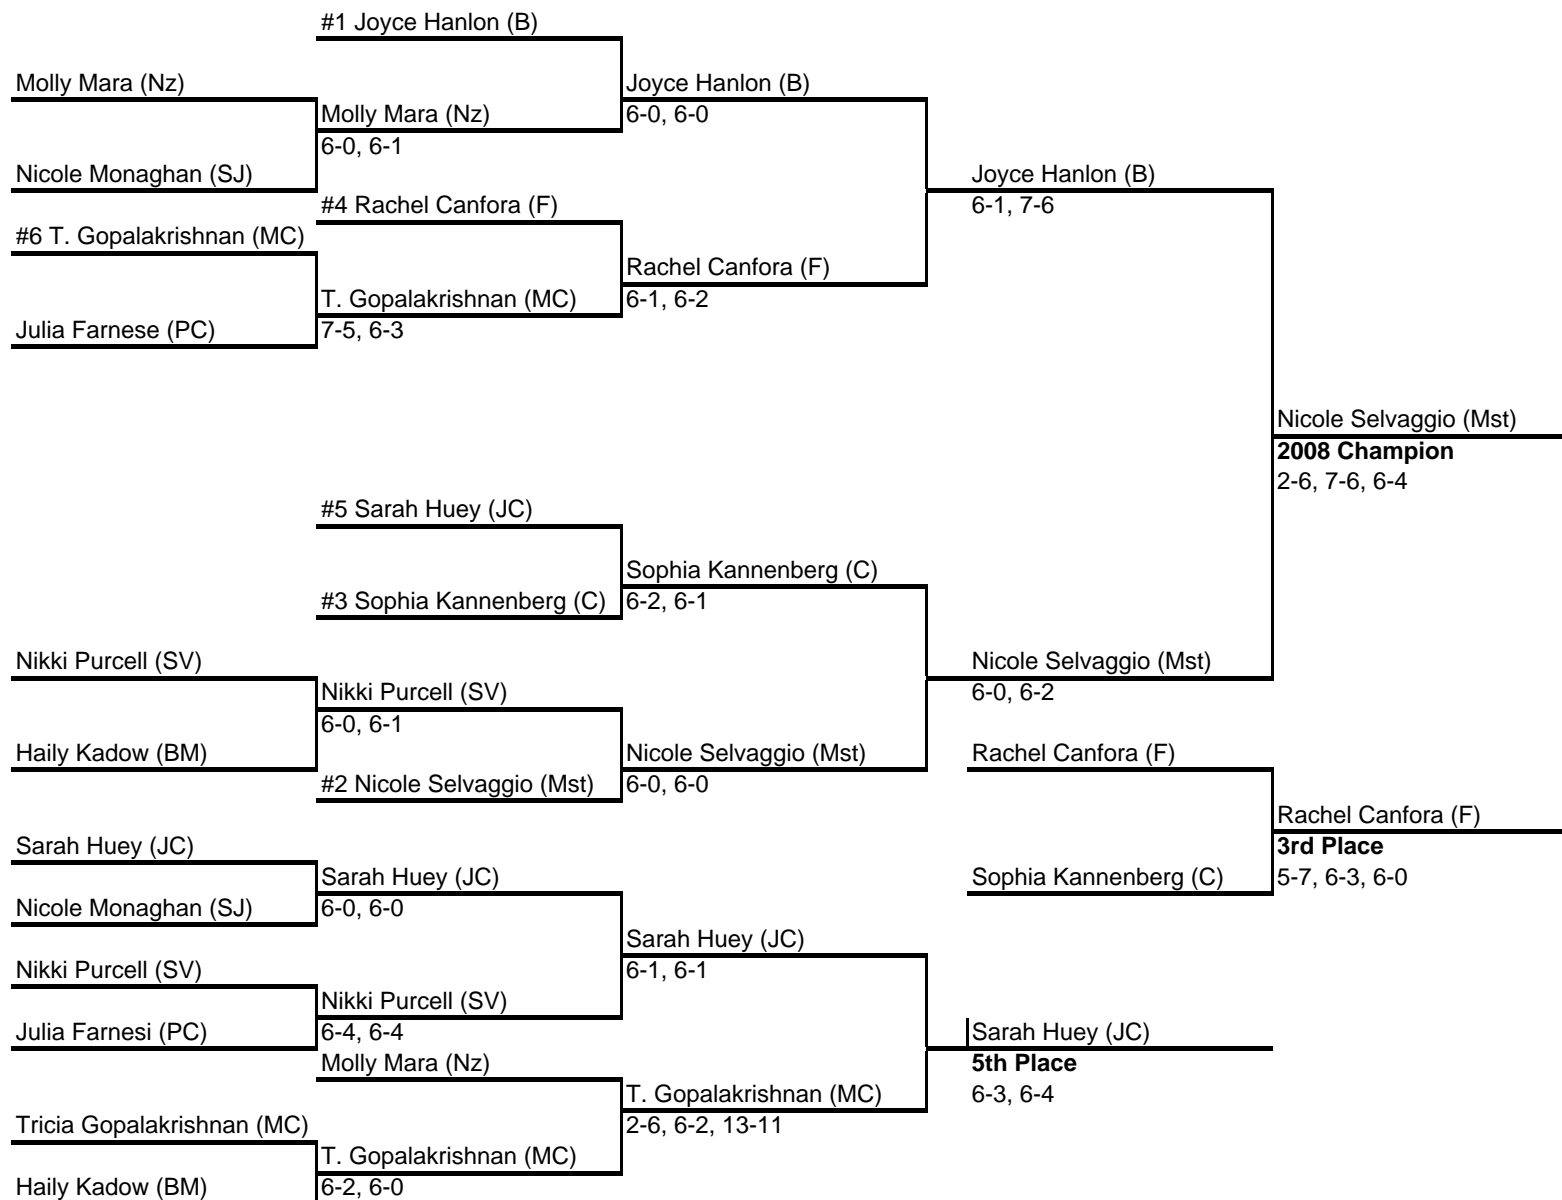 #1 Joyce Hanlon (B)
Molly Mara (Nz)
Joyce Hanlon (B)
Molly Mara (Nz)
6-0, 6-0
6-0, 6-1
Nicole Monaghan (SJ)
Joyce Hanlon (B)
#4 Rachel Canfora (F)
6-1, 7-6
#6 T. Gopalakrishnan (MC)
Rachel Canfora (F)
T. Gopalakrishnan (MC)
6-1, 6-2
Julia Farnese (PC)
7-5, 6-3
Nicole Selvaggio (Mst)
2008 Champion
2-6, 7-6, 6-4
#5 Sarah Huey (JC)
Sophia Kannenberg (C)
#3 Sophia Kannenberg (C)
6-2, 6-1
Nikki Purcell (SV)
Nicole Selvaggio (Mst)
Nikki Purcell (SV)
6-0, 6-2
6-0, 6-1
Haily Kadow (BM)
Nicole Selvaggio (Mst)
Rachel Canfora (F)
#2 Nicole Selvaggio (Mst)
6-0, 6-0
Rachel Canfora (F)
Sarah Huey (JC)
3rd Place
Sarah Huey (JC)
Sophia Kannenberg (C)
5-7, 6-3, 6-0
Nicole Monaghan (SJ)
6-0, 6-0
Sarah Huey (JC)
Nikki Purcell (SV)
6-1, 6-1
Nikki Purcell (SV)
Julia Farnesi (PC)
6-4, 6-4
Sarah Huey (JC)
Molly Mara (Nz)
5th Place
T. Gopalakrishnan (MC)
6-3, 6-4
Tricia Gopalakrishnan (MC)
2-6, 6-2, 13-11
T. Gopalakrishnan (MC)
Haily Kadow (BM)
6-2, 6-0